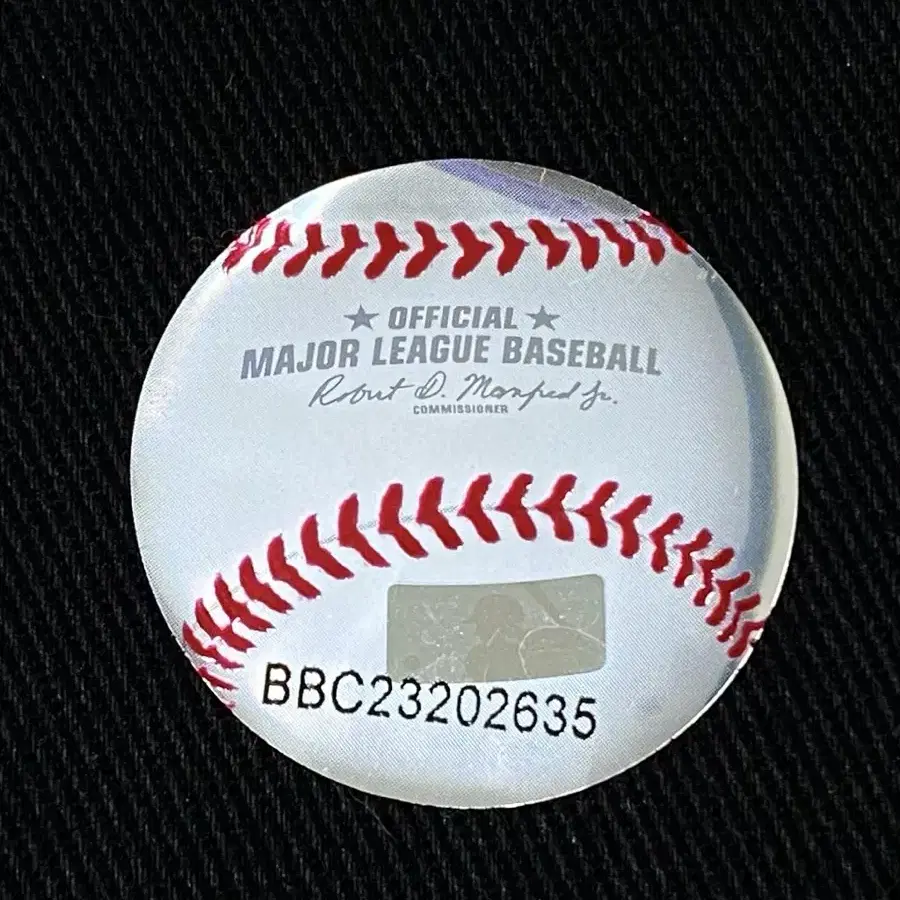 ★ OFFICIAL ★
MAJOR LEAGUE BASEBALL
Robert D. Manfred Jr.
COMMISSIONER
BBC23202635